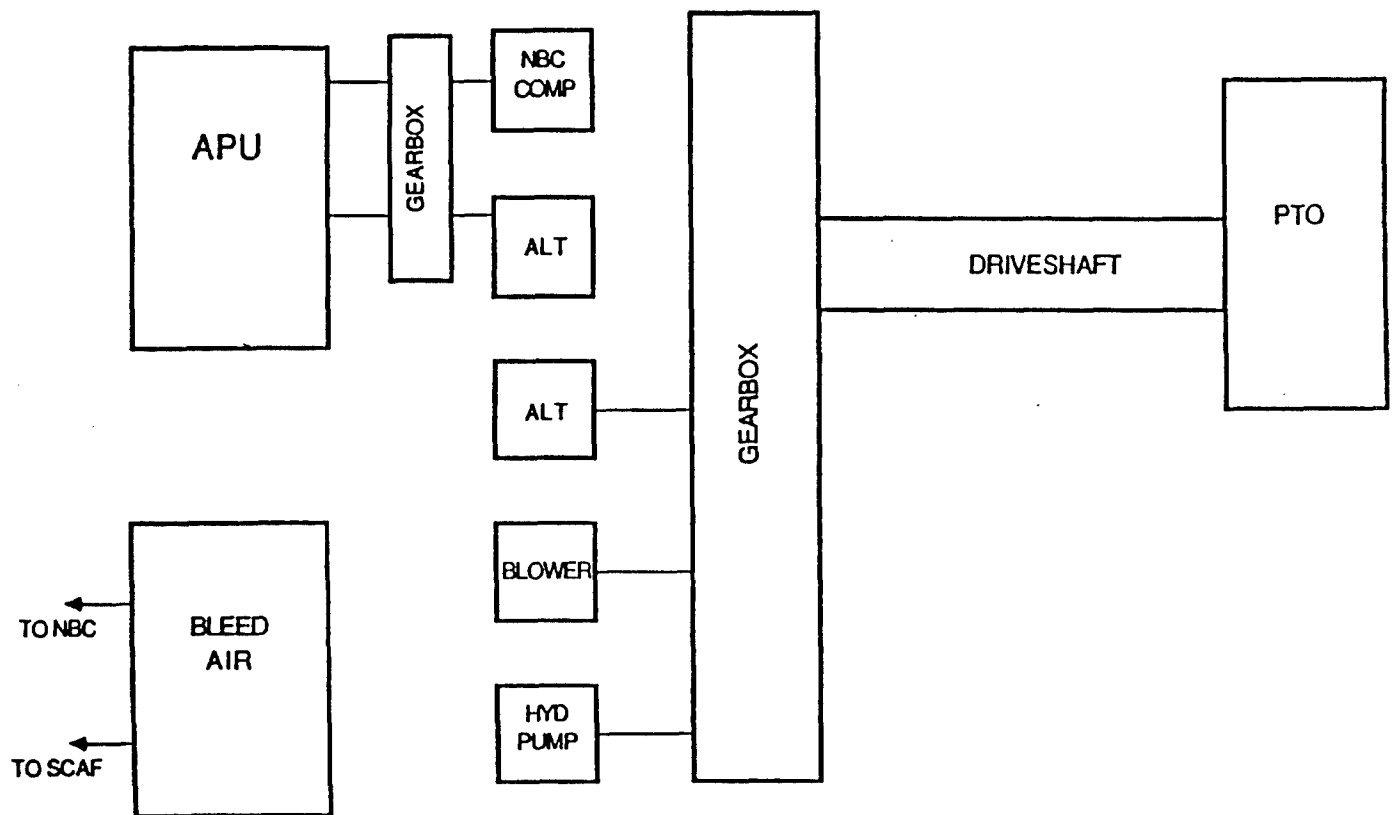 APU
GEARBOX
NBC
COMP
ALT
ALT
BLOWER
HYD
PUMP
GEARBOX
DRIVESHAFT
PTO
BLEED
AIR
TO NBC
TO SCAF